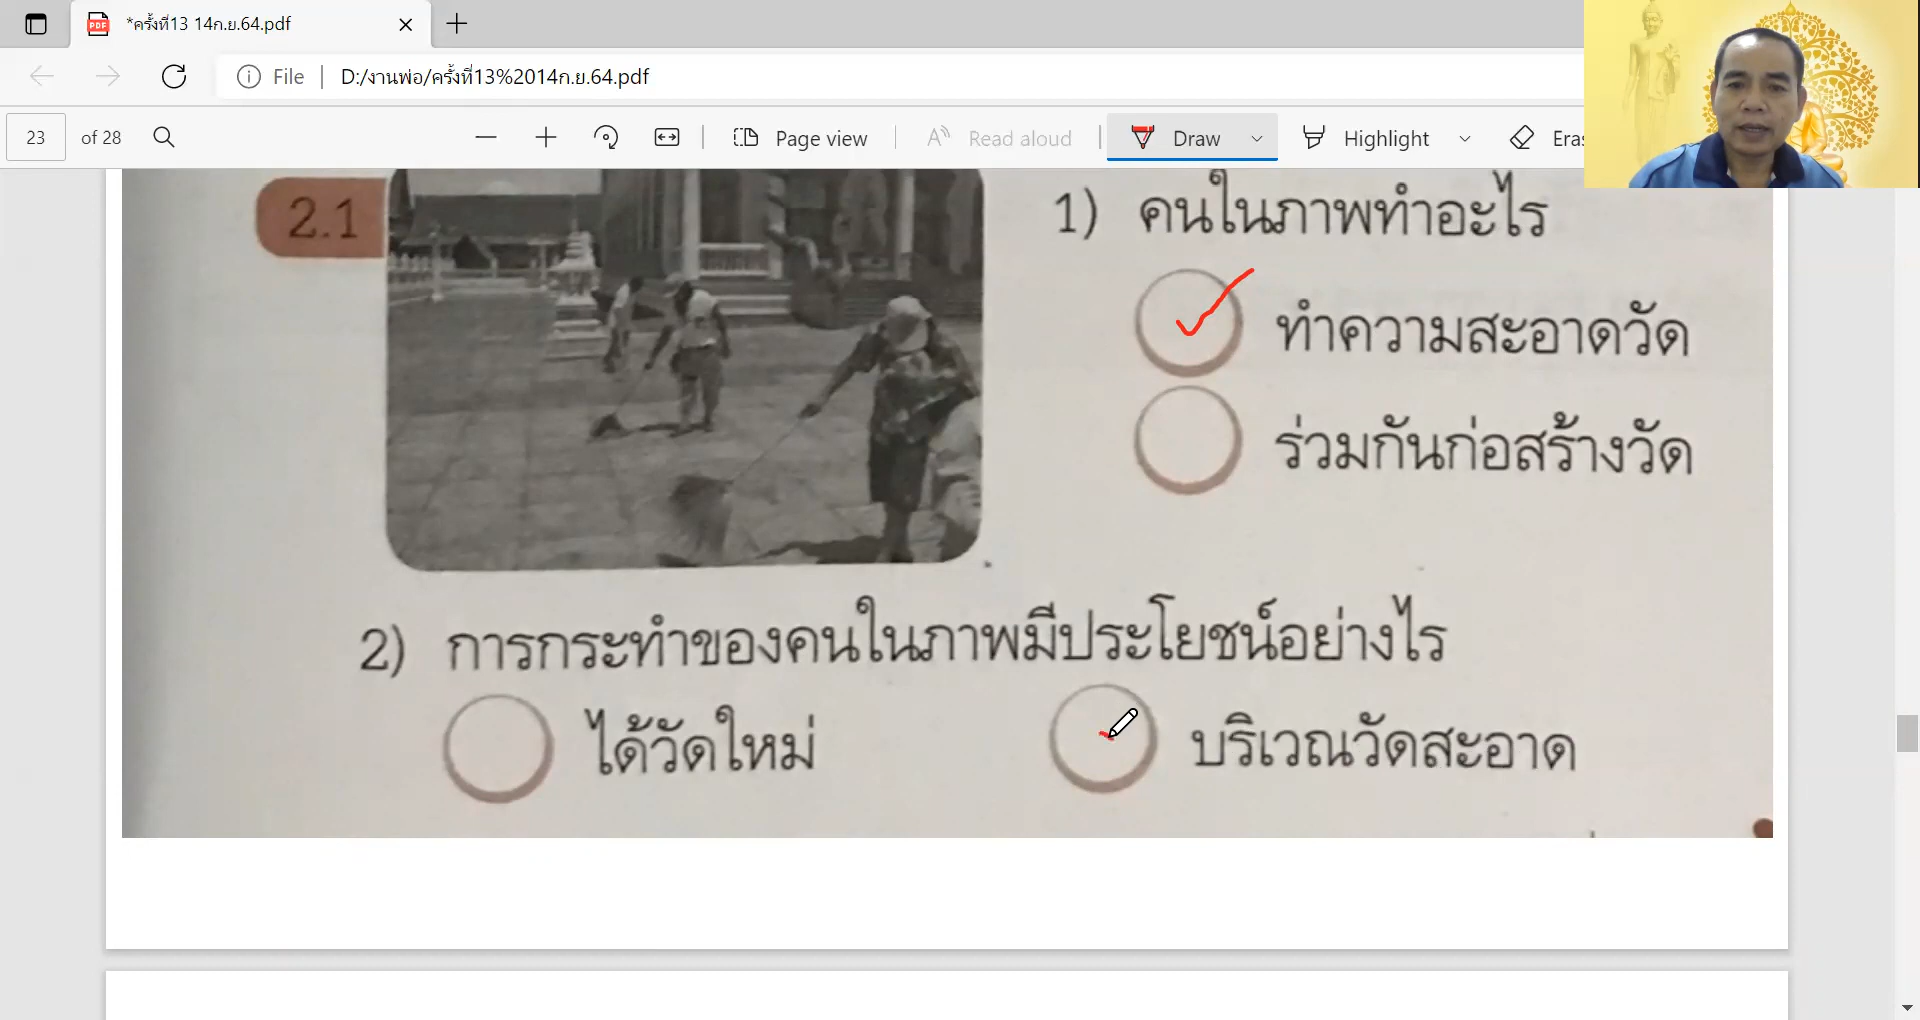 *ครั้งที่13 14ก.ย.64.pdf
File D:/งานพ่อ/ครั้งที่13%2014ก.ย.64.pdf
23 of 28 Page view Read aloud Draw Highlight Eras
2.1
1) คนในภาพทำอะไร
ทำความสะอาดวัด
ร่วมกันก่อสร้างวัด
2) การกระทำของคนในภาพมีประโยชน์อย่างไร
ได้วัดใหม่ บริเวณวัดสะอาด